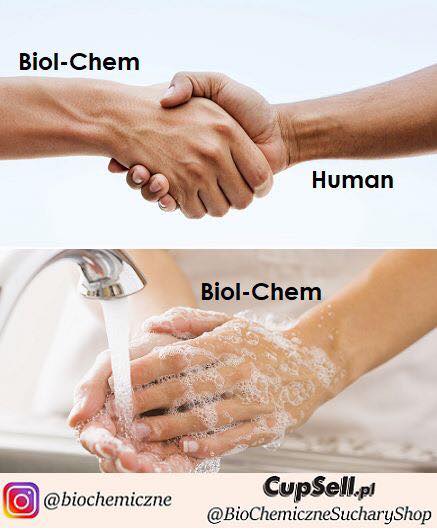 Biol-Chem
Human
Biol-Chem
@biochemiczne
CupSell.pl
@BioChemiczneSucharyShop